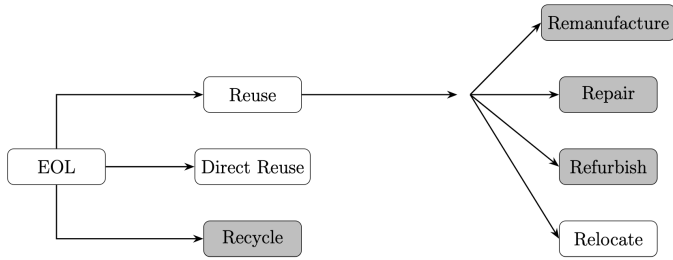 Remanufacture
Reuse
Repair
EOL
Direct Reuse
Refurbish
Recycle
Relocate